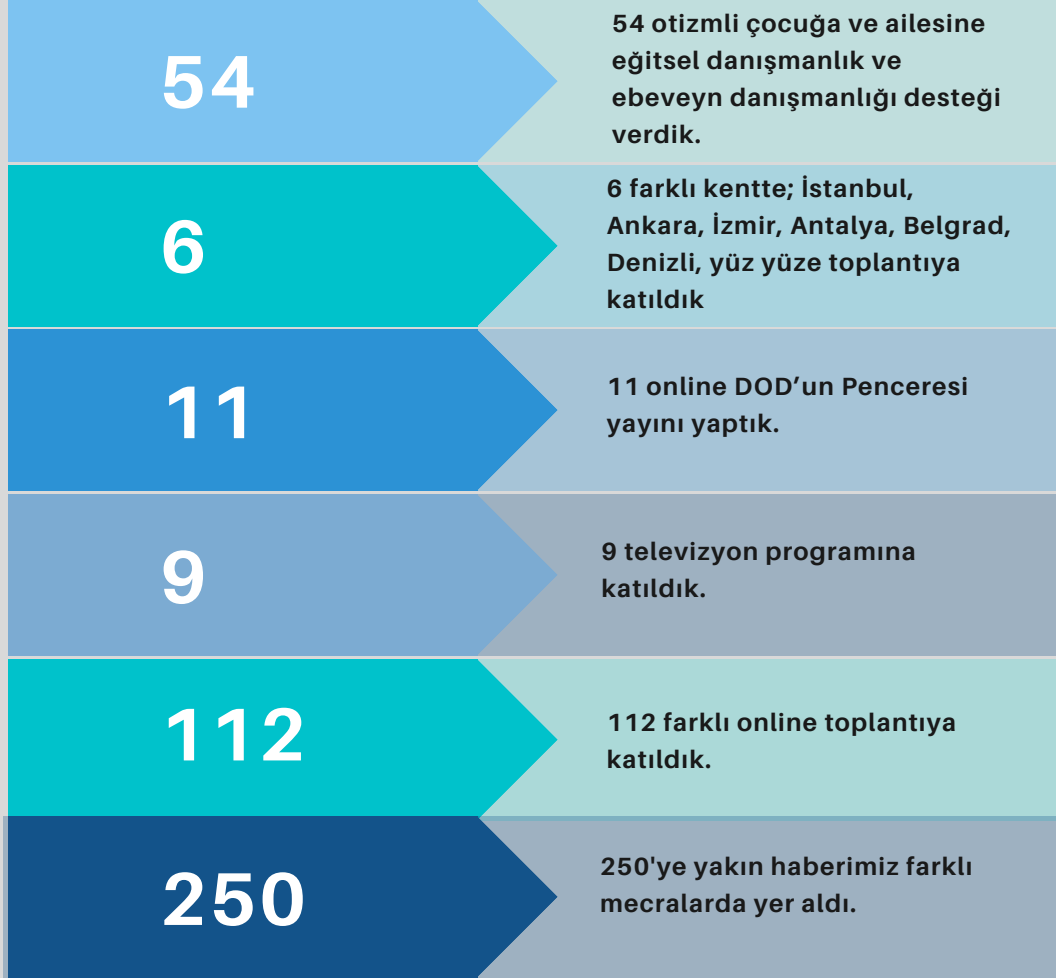 54
54 otizmli çocuğa ve ailesine
eğitsel danışmanlık ve
ebeveyn danışmanlığı desteği
verdik.
6
6 farklı kentte; İstanbul,
Ankara, İzmir, Antalya, Belgrad,
Denizli, yüz yüze toplantıya
katıldık
11
11 online DOD’un Penceresi
yayını yaptık.
9
9 televizyon programına
katıldık.
112
112 farklı online toplantıya
katıldık.
250
250'ye yakın haberimiz farklı
mecralarda yer aldı.